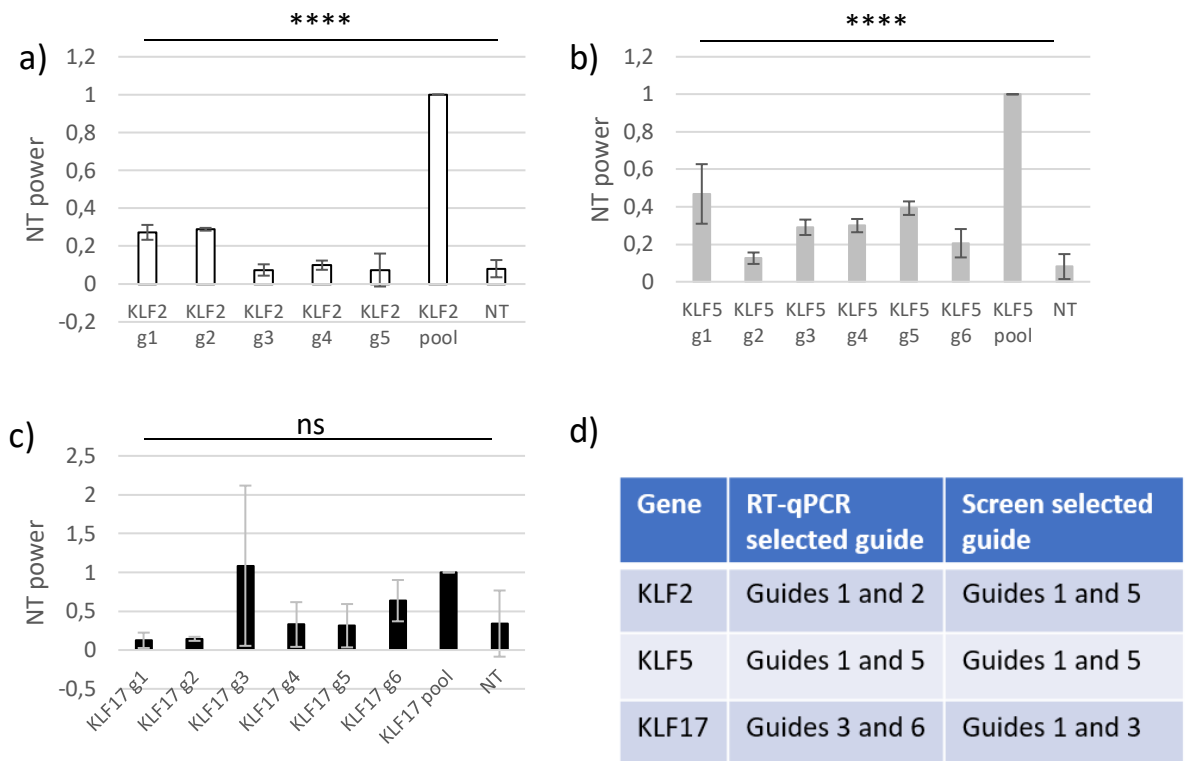 a)
****
NT power
1,2
1
0,8
0,6
0,4
0,2
0
-0,2
KLF2 KLF2 KLF2 KLF2 KLF2 KLF2 NT
g1 g2 g3 g4 g5 pool
b)
****
NT power
1,2
1
0,8
0,6
0,4
0,2
0
KLF5 KLF5 KLF5 KLF5 KLF5 KLF5 KLF5 NT
g1 g2 g3 g4 g5 g6 pool
c)
ns
NT power
2,5
2
1,5
1
0,5
0
-0,5
KLF17 g1
KLF17 g2
KLF17 g3
KLF17 g4
KLF17 g5
KLF17 g6
KLF17 pool
NT
d)
Gene RT-qPCR Screen selected
selected guide guide
KLF2 Guides 1 and 2 Guides 1 and 5
KLF5 Guides 1 and 5 Guides 1 and 5
KLF17 Guides 3 and 6 Guides 1 and 3